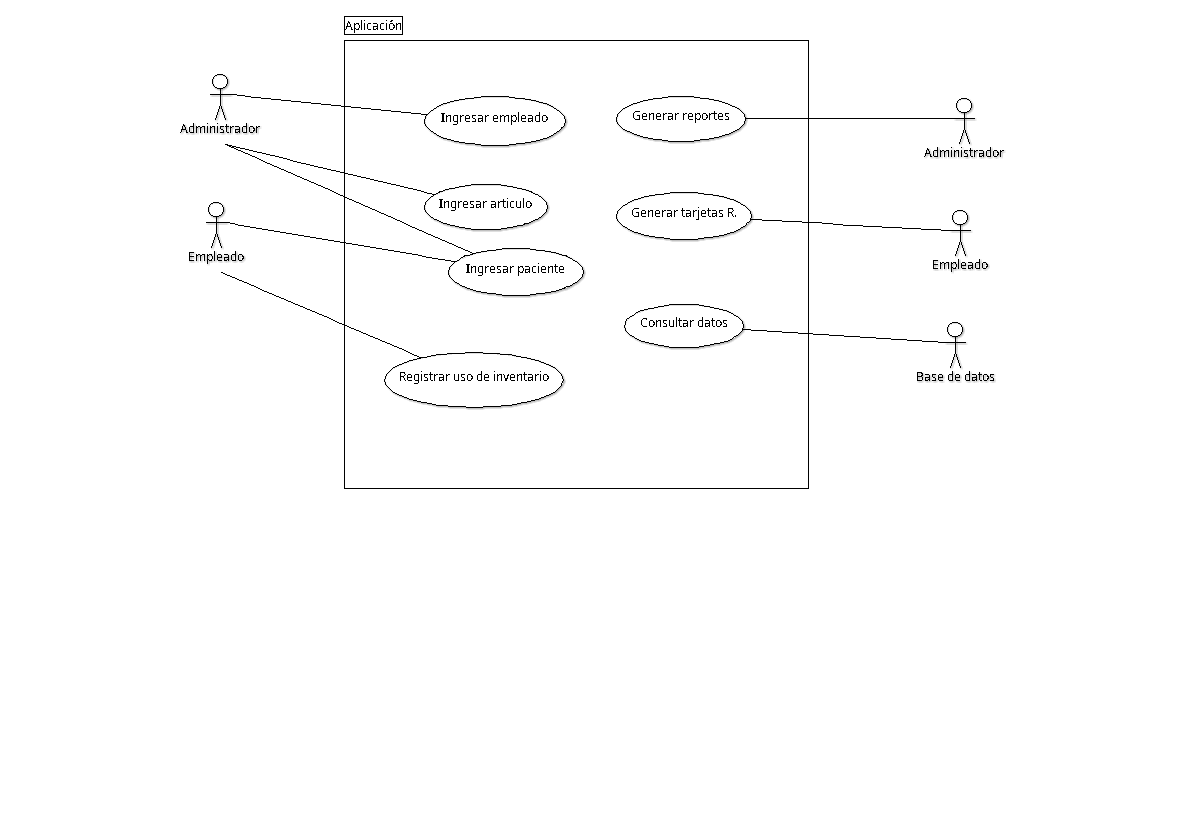 Aplicación
Administrador
Ingresar empleado
Generar reportes
Administrador
Ingresar articulo
Generar tarjetas R.
Empleado
Ingresar paciente
Empleado
Consultar datos
Registrar uso de inventario
Base de datos